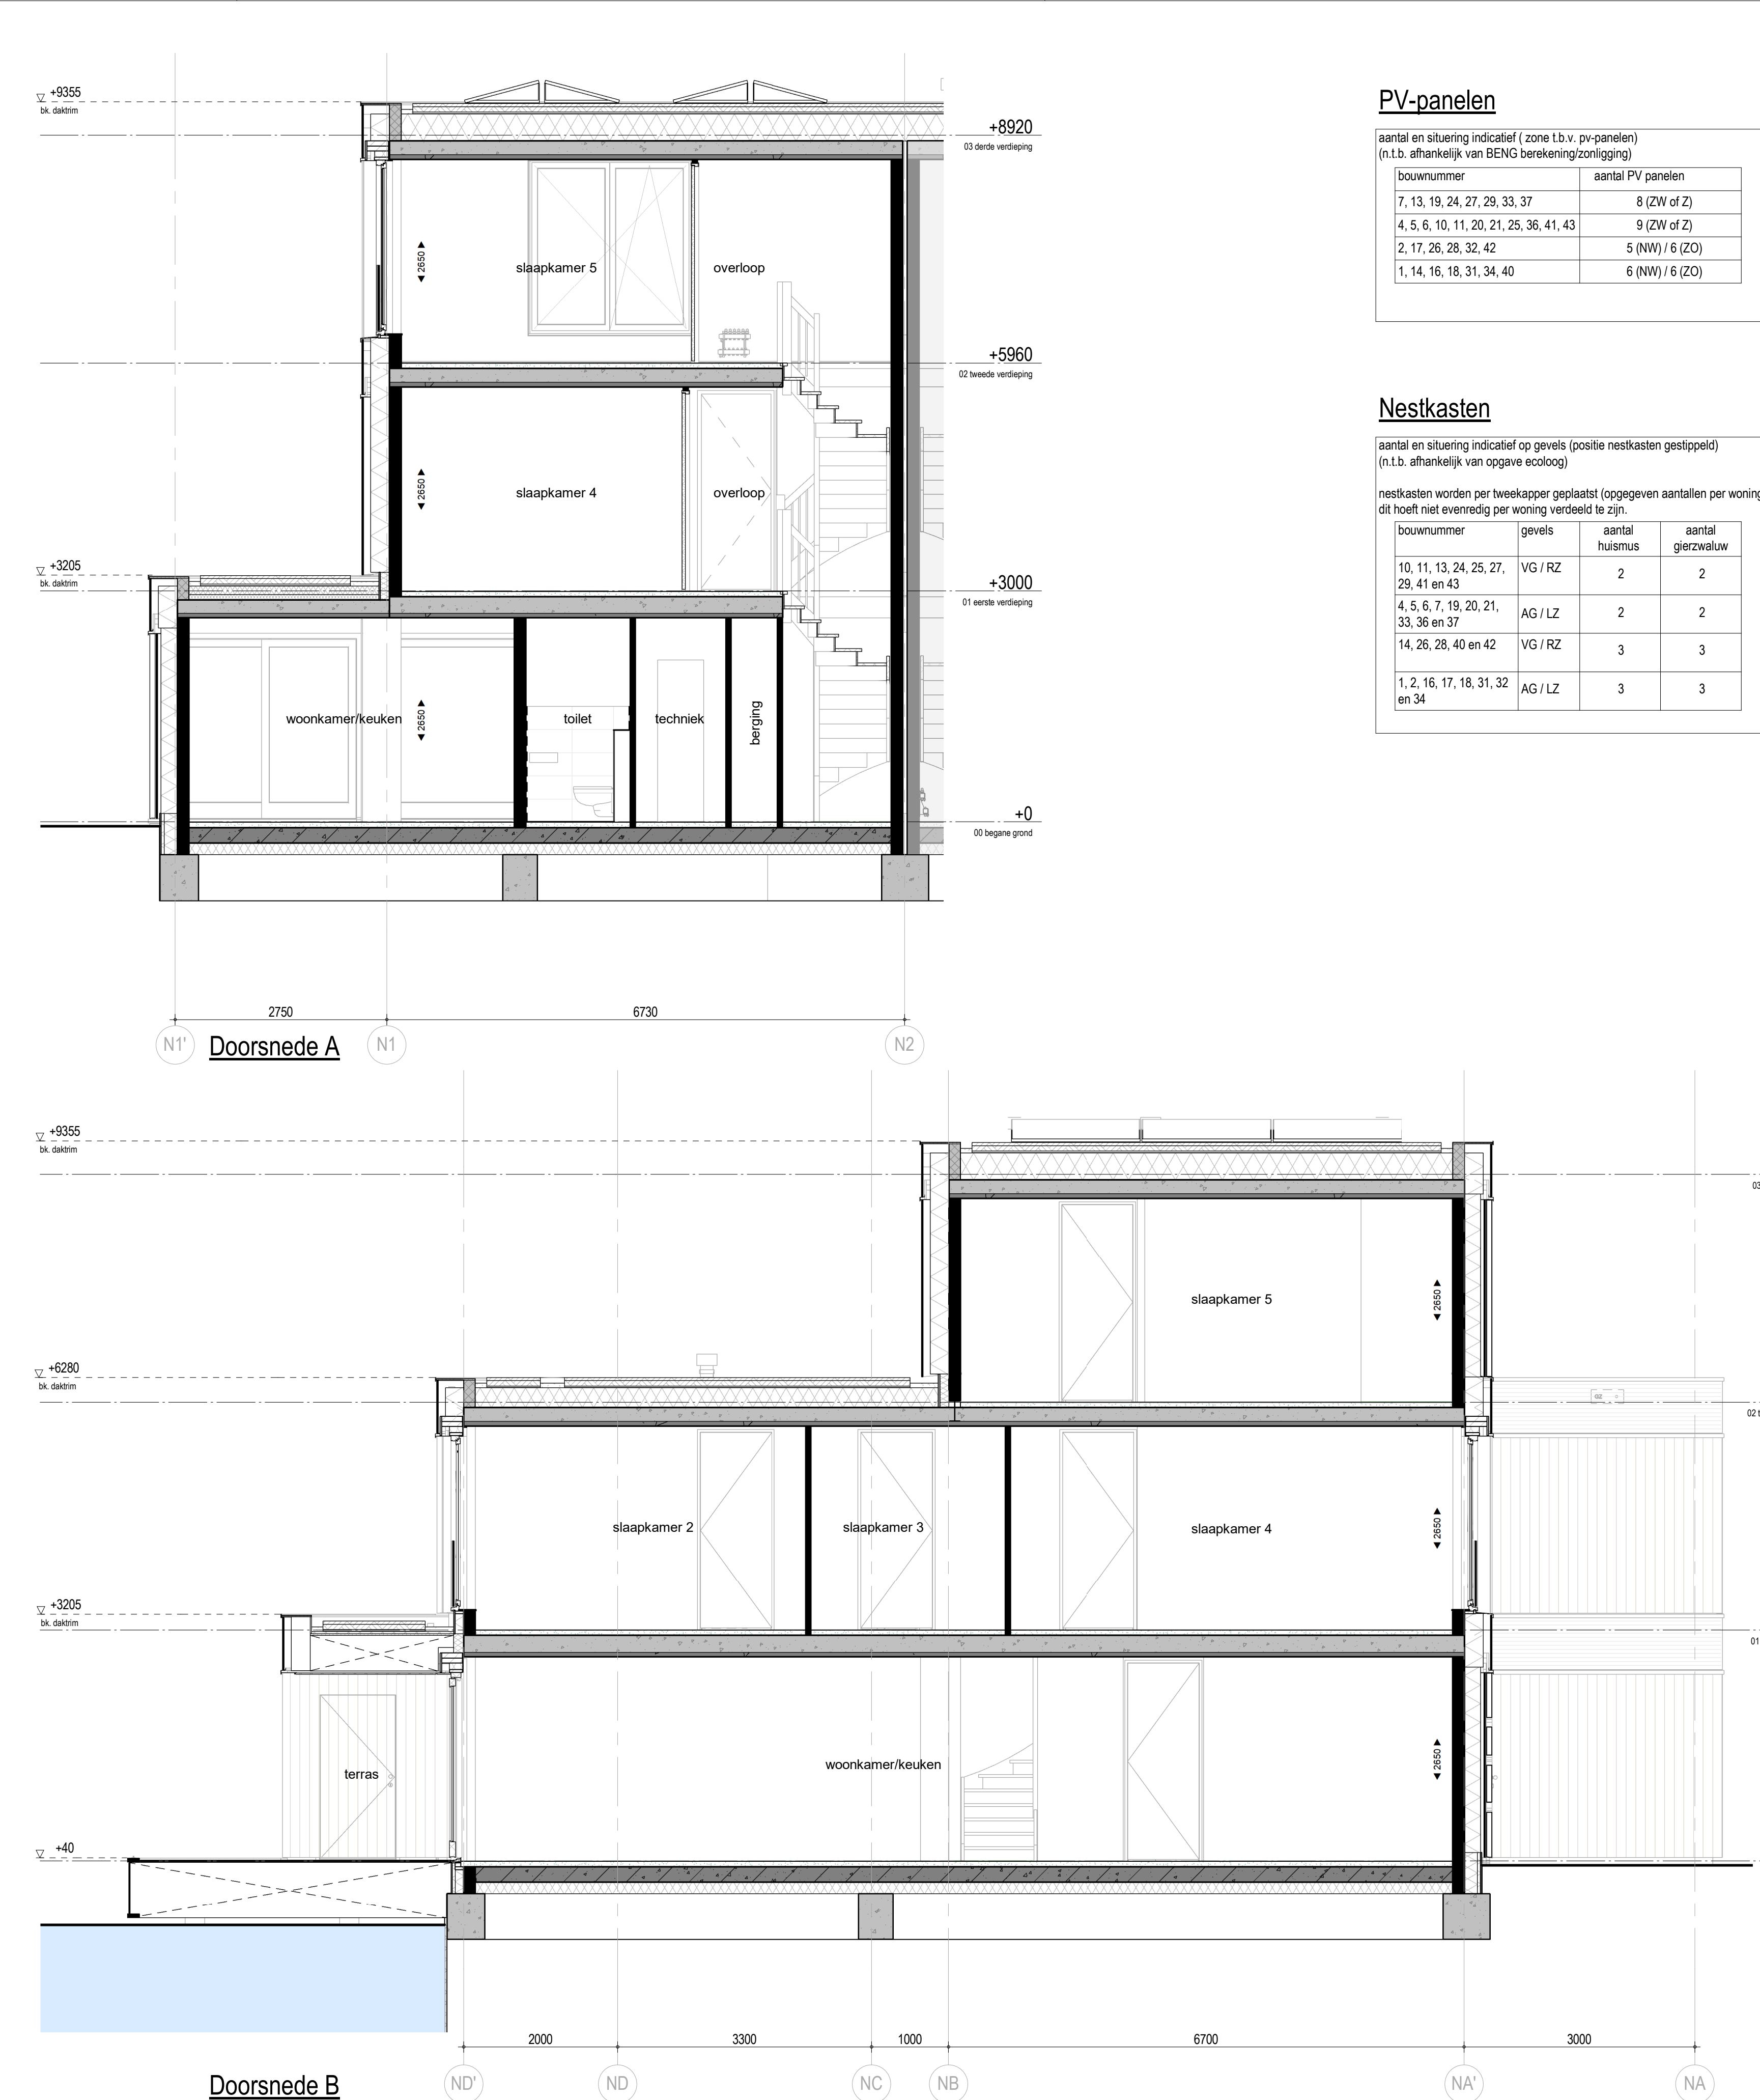 +9355
bk. daktrim
+8920
03 derde verdieping
2650
slaapkamer 5
overloop
+5960
02 tweede verdieping
2650
slaapkamer 4
overloop
+3205
bk. daktrim
+3000
01 eerste verdieping
woonkamer/keuken
2650
toilet
techniek
berging
+0
00 begane grond
2750
6730
N1'
Doorsnede A
N1
N2
PV-panelen
aantal en situering indicatief ( zone t.b.v. pv-panelen)
(n.t.b. afhankelijk van BENG berekening/zonligging)
bouwnummer aantal PV panelen
7, 13, 19, 24, 27, 29, 33, 37 8 (ZW of Z)
4, 5, 6, 10, 11, 20, 21, 25, 36, 41, 43 9 (ZW of Z)
2, 17, 26, 28, 32, 42 5 (NW) / 6 (ZO)
1, 14, 16, 18, 31, 34, 40 6 (NW) / 6 (ZO)
Nestkasten
aantal en situering indicatief op gevels (positie nestkasten gestippeld)
(n.t.b. afhankelijk van opgave ecoloog)
nestkasten worden per tweekapper geplaatst (opgegeven aantallen per woning
dit hoeft niet evenredig per woning verdeeld te zijn.
bouwnummer gevels aantal huismus aantal gierzwaluw
10, 11, 13, 24, 25, 27, VG / RZ 2 2
29, 41 en 43
4, 5, 6, 7, 19, 20, 21, AG / LZ 2 2
33, 36 en 37
14, 26, 28, 40 en 42 VG / RZ 3 3
1, 2, 16, 17, 18, 31, 32 AG / LZ 3 3
en 34
+9355
bk. daktrim
03
slaapkamer 5
2650
+6280
bk. daktrim
02 t
slaapkamer 2
slaapkamer 3
slaapkamer 4
2650
+3205
bk. daktrim
01
woonkamer/keuken
2650
terras
+40
2000
3300
1000
6700
3000
Doorsnede B
ND'
ND
NC
NB
NA'
NA